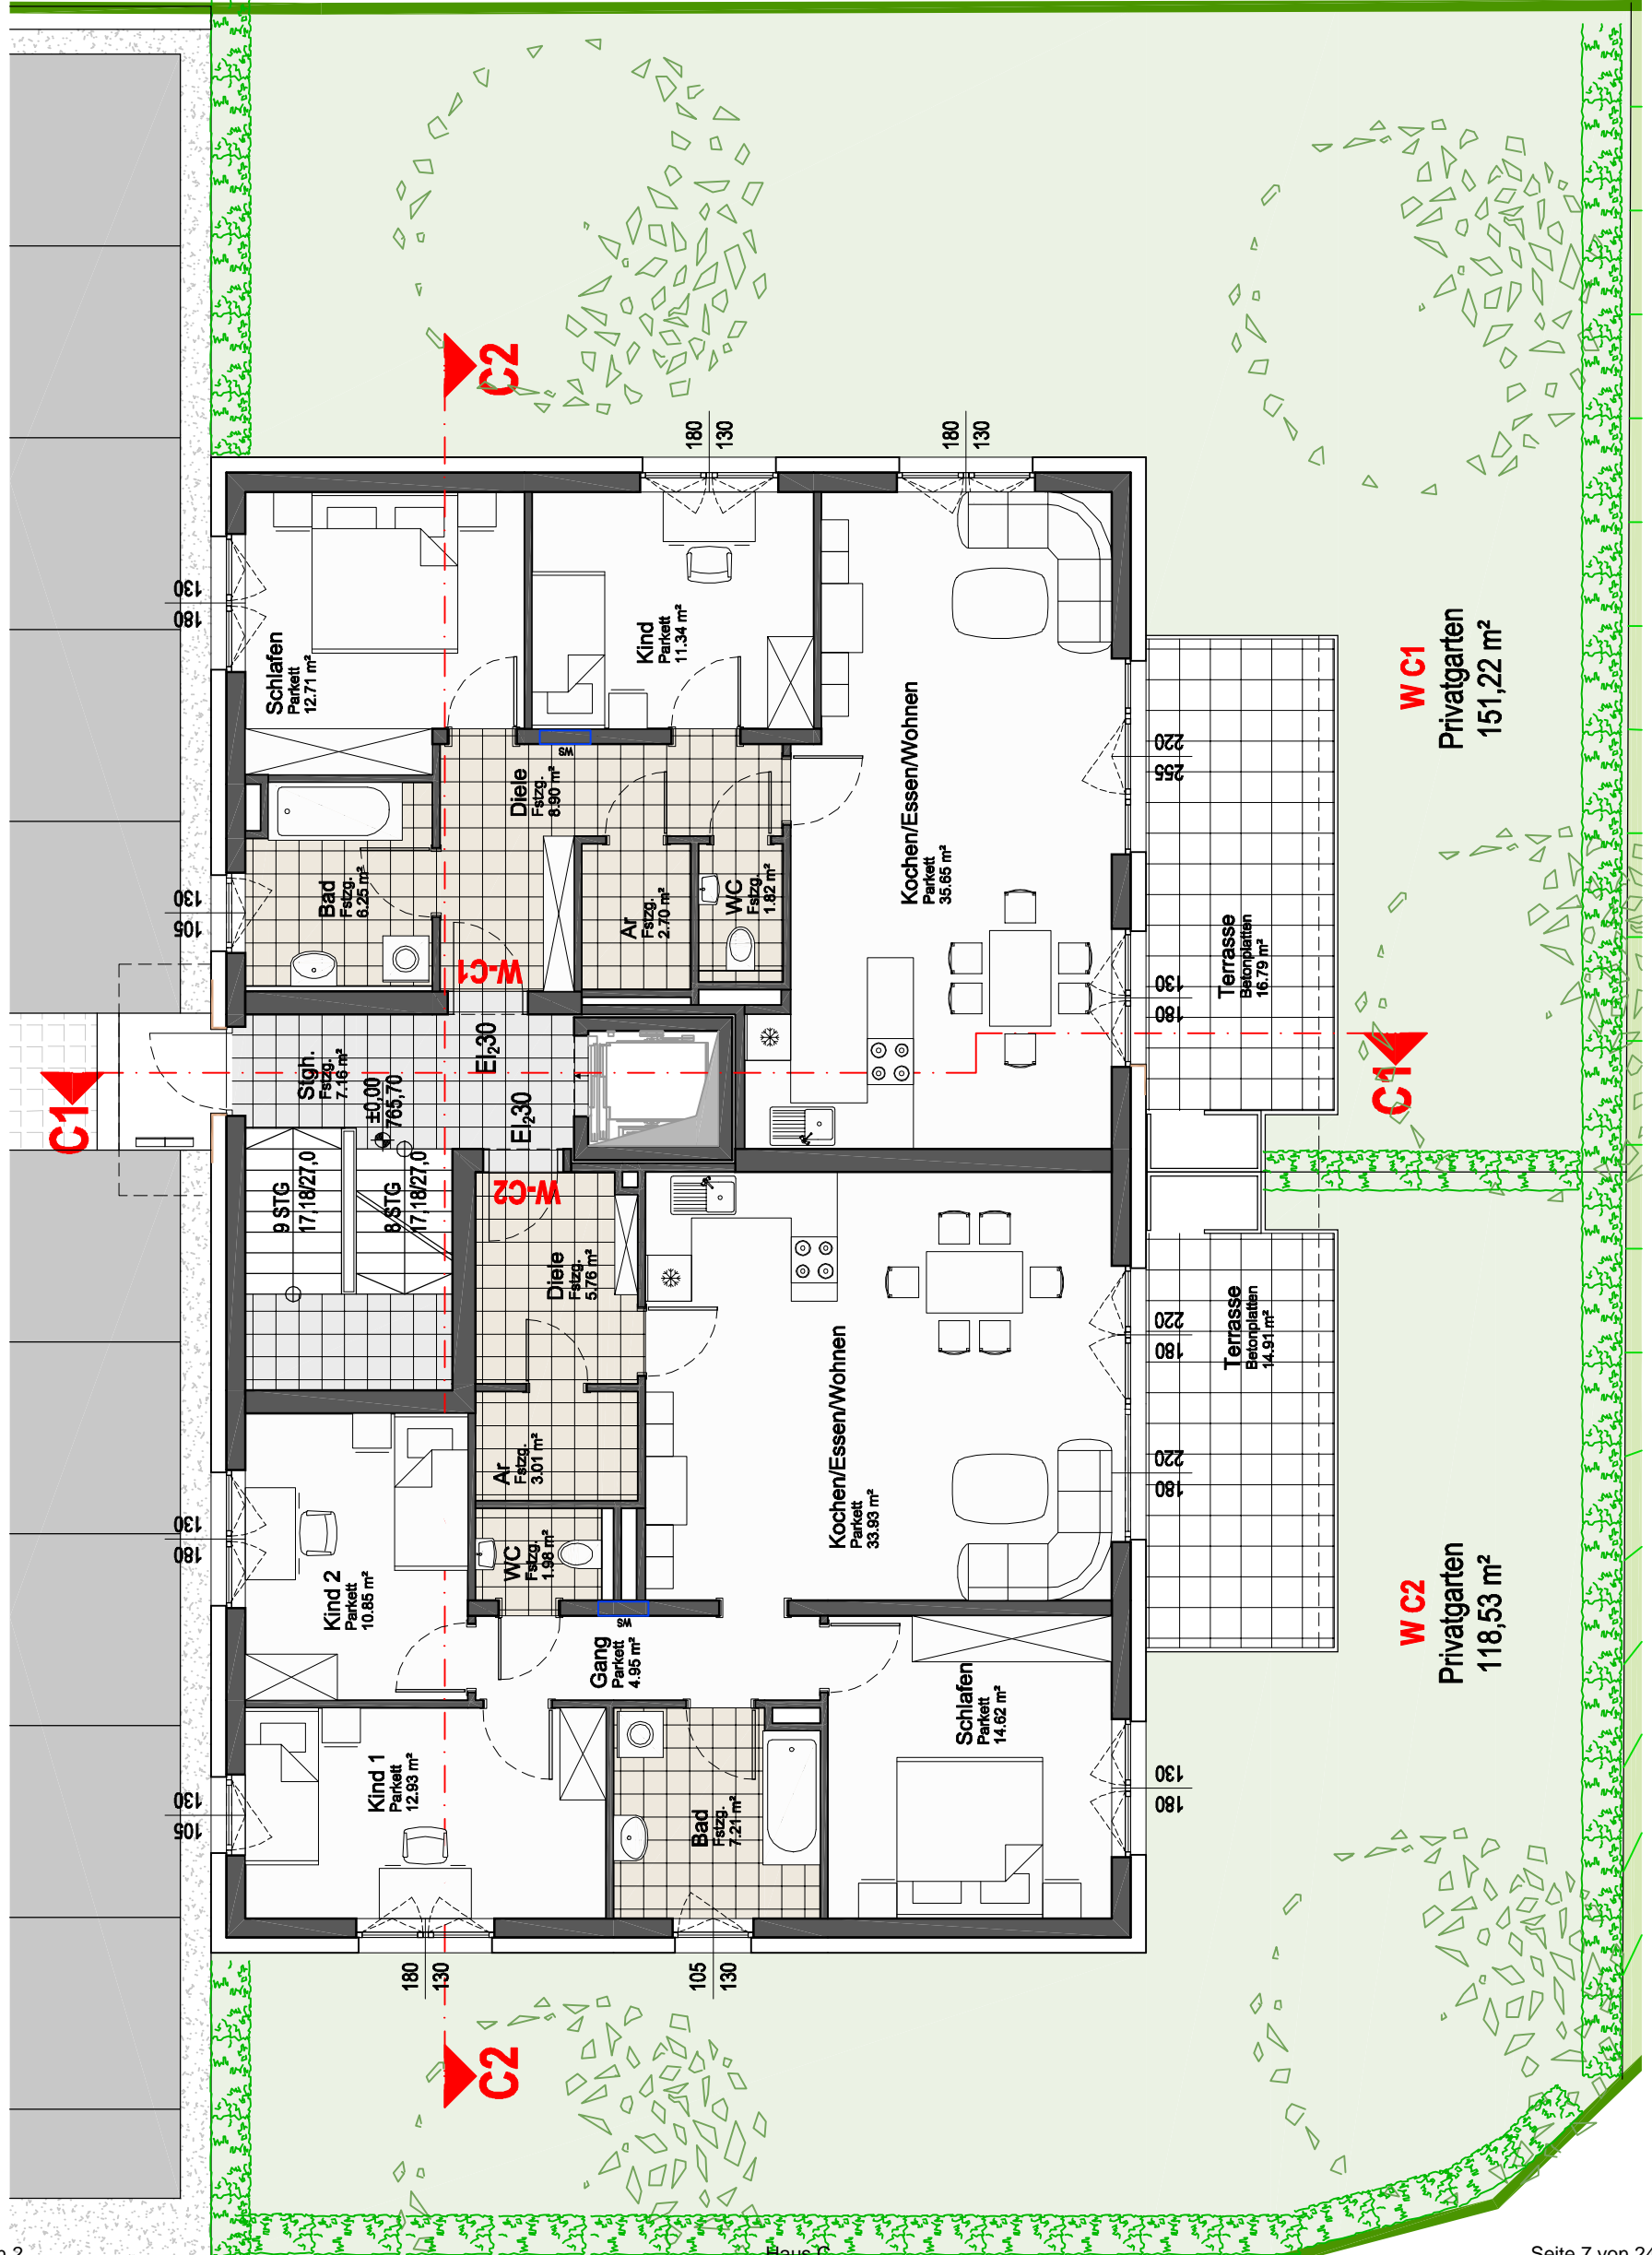 C2
180
130
180
130
130
180
Schlafen
Parkett
12.71 m²
Kind
Parkett
11.34 m²
W C1
Privatgarten
151,22 m²
WS
Diele
Fstzg.
8.90 m²
Kochen/Essen/Wohnen
Parkett
35.65 m²
220
255
130
105
Bad
Fstzg.
6.25 m²
Ar
Fstzg.
2.70 m²
WC
Fstzg.
1.82 m²
Terrasse
Betonplatten
16.79 m²
W-C1
130
180
C1
Stgh.
Fstzg.
7.16 m²
±0,00
765,70
EI₂30
EI₂30
C1
W-C2
9 STG
17,18/27,0
8 STG
17,18/27,0
Diele
Fstzg.
5.76 m²
Terrasse
Betonplatten
14.91 m²
220
180
Kochen/Essen/Wohnen
Parkett
33.93 m²
Ar
Fstzg.
3.01 m²
220
180
130
180
WC
Fstzg.
1.98 m²
Kind 2
Parkett
10.85 m²
WS
Gang
Parkett
4.95 m²
W C2
Privatgarten
118,53 m²
Schlafen
Parkett
14.62 m²
Kind 1
Parkett
12.93 m²
130
105
Bad
Fstzg.
7.21 m²
130
180
180
130
105
130
C2
Haus C
Seite 7 von 24